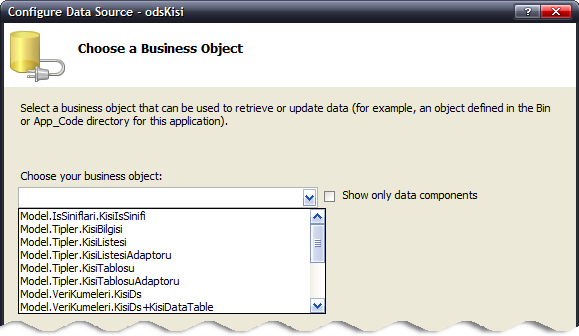 Configure Data Source - odsKisi
Choose a Business Object
Select a business object that can be used to retrieve or update data (for example, an object defined in the Bin
or App_Code directory for this application).
Choose your business object:
Show only data components
Model.IsSiniflari.KisiIsSinifi
Model.Tipler.KisiBilgisi
Model.Tipler.KisiListesi
Model.Tipler.KisiListesiAdaptoru
Model.Tipler.KisiTablosu
Model.Tipler.KisiTablosuAdaptoru
Model.VeriKumeleri.KisiDs
Model.VeriKumeleri.KisiDs+KisiDataTable